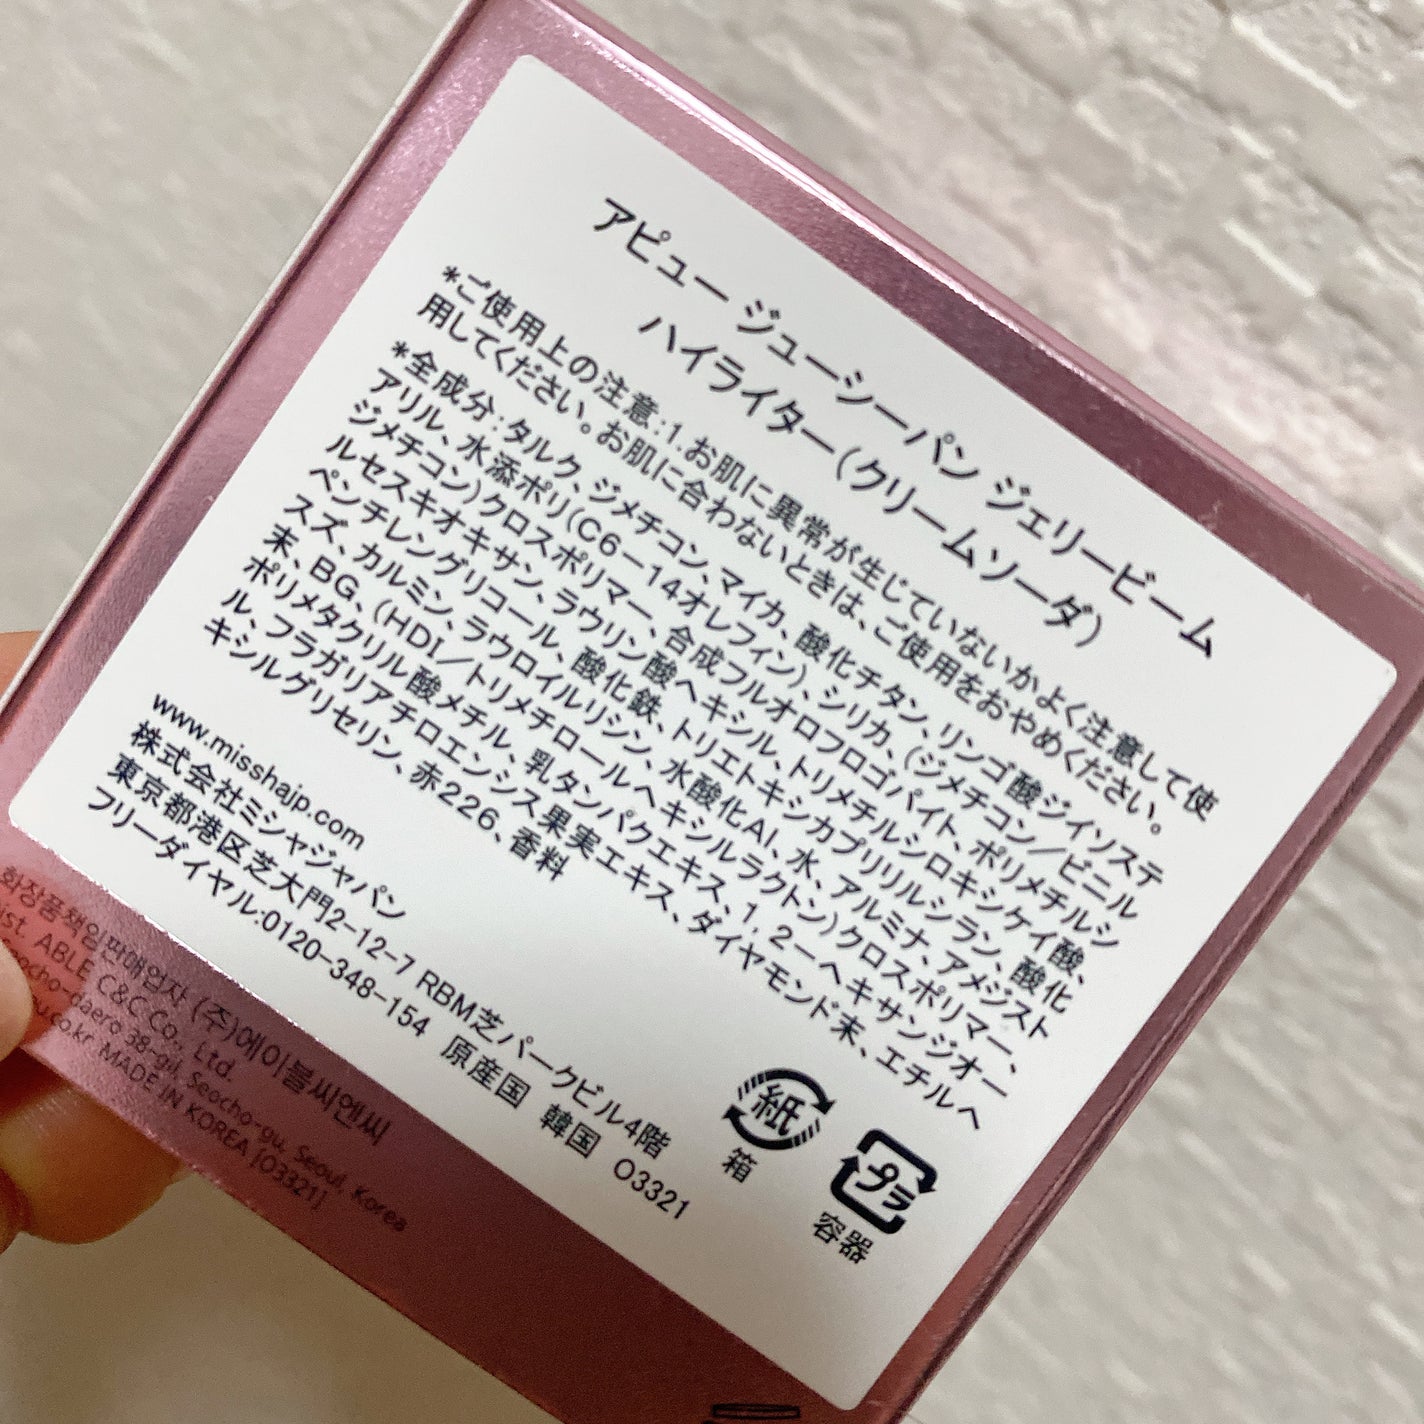 アピュー ジューシーパン ジェリービーム
ハイライター(クリームソーダ)
*ご使用上の注意:1.お肌に異常が生じていないかよく注意して使
用してください。お肌に合わないときは、ご使用をおやめください。
*全成分:タルク、ジメチコン、マイカ、酸化チタン、リンゴ酸ジイソステ
アリル、水添ポリ(C6-14オレフィン)、シリカ、(ジメチコン/ビニル
ジメチコン)クロスポリマー、合成フルオロフロゴパイト、ポリメチルシ
ルセスキオキサン、ラウリン酸ヘキシル、トリメチルシロキシケイ酸、
ペンチレングリコール、酸化鉄、トリエトキシカプリリルシラン、酸化
スズ、カルミン、ラウロイルリシン、水酸化Al、水、アルミナ、アメジスト
末、BG、(HDI/トリメチロールヘキシルラクトン)クロスポリマー、
ポリメタクリル酸メチル、乳タンパクエキス、1,2-ヘキサンジオー
ル、フラガリアチロエンシス果実エキス、ダイヤモンド末、エチルヘ
キシルグリセリン、赤226、香料
www.misshajp.com
株式会社ミシャジャパン
東京都港区芝大門2-12-7 RBM芝パークビル4階
フリーダイヤル:0120-348-154 原産国 韓国 O3321
紙
箱
プラ
容器
화장품책임판매업자 (주)에이블씨엔씨
ist. ABLE C&C Co., Ltd.
eocho-daero 38-gil, Seocho-gu, Seoul, Korea
u.co.kr MADE IN KOREA [O3321]